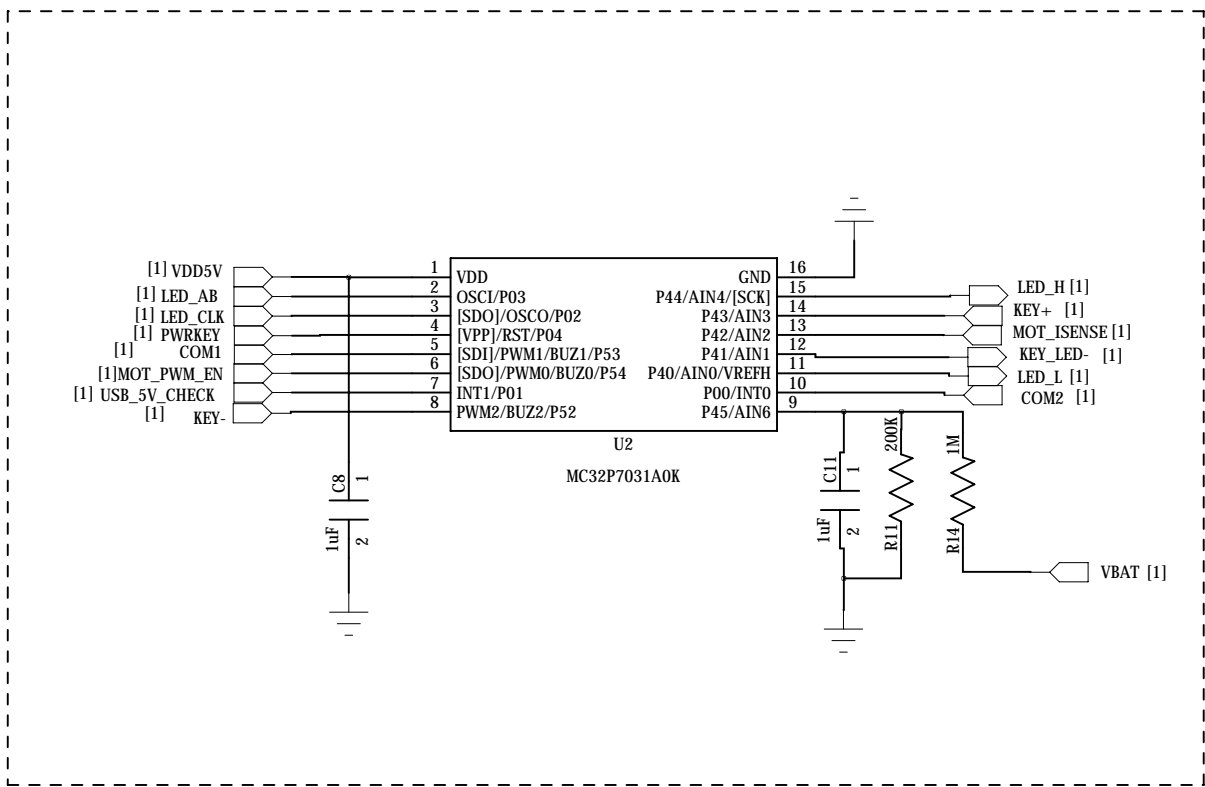 [1] VDD5V
[1] LED_AB
[1] LED_CLK
[1] PWRKEY
[1] COM1
[1]MOT_PWM_EN
[1] USB_5V_CHECK
[1] KEY-
1 VDD
2 OSCI/P03
3 [SDO]/OSCO/P02
4 [VPP]/RST/P04
5 [SDI]/PWM1/BUZ1/P53
6 [SDO]/PWM0/BUZ0/P54
7 INT1/P01
8 PWM2/BUZ2/P52
GND 16
P44/AIN4/[SCK] 15
P43/AIN3 14
P42/AIN2 13
P41/AIN1 12
P40/AIN0/VREFH 11
P00/INT0 10
P45/AIN6 9
LED_H [1]
KEY+ [1]
MOT_ISENSE [1]
KEY_LED- [1]
LED_L [1]
COM2 [1]
U2
MC32P7031A0K
C8
1
1uF
2
C11
1
1uF
2
200K
R11
1M
R14
VBAT [1]